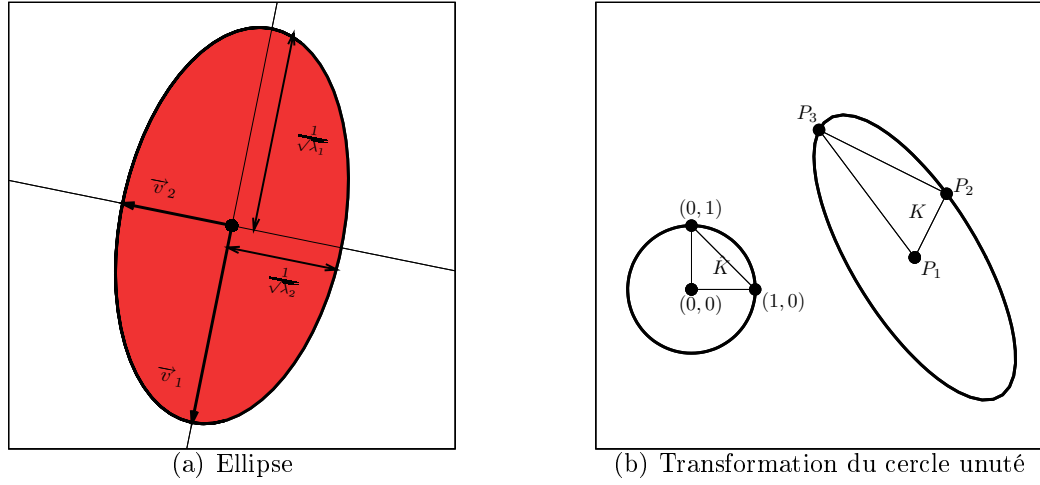 1/√λ₁
v⃗₂
1/√λ₂
v⃗₁
(a) Ellipse
P₃
P₂
K
(0, 1)
P₁
K̂
(0, 0)
(1, 0)
(b) Transformation du cercle unuté